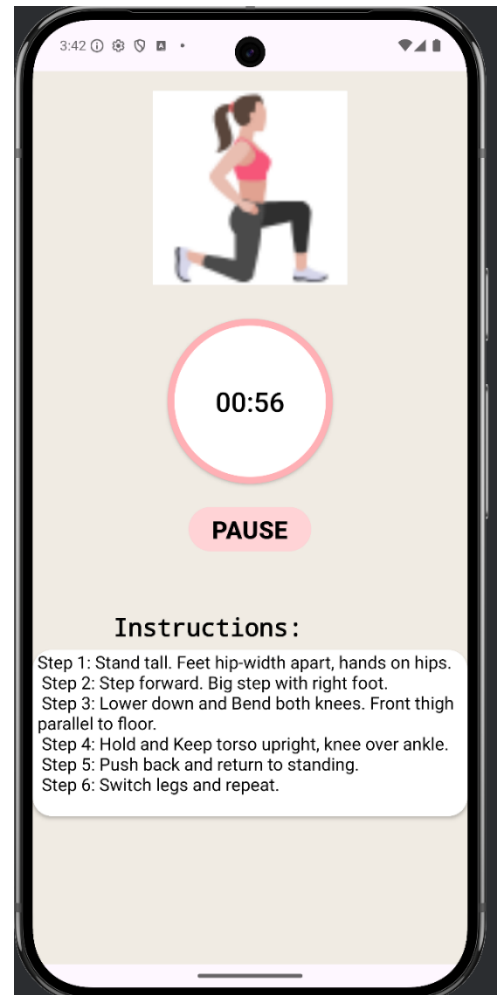 3:42
00:56
PAUSE
Instructions:
Step 1: Stand tall. Feet hip-width apart, hands on hips.
Step 2: Step forward. Big step with right foot.
Step 3: Lower down and Bend both knees. Front thigh
parallel to floor.
Step 4: Hold and Keep torso upright, knee over ankle.
Step 5: Push back and return to standing.
Step 6: Switch legs and repeat.